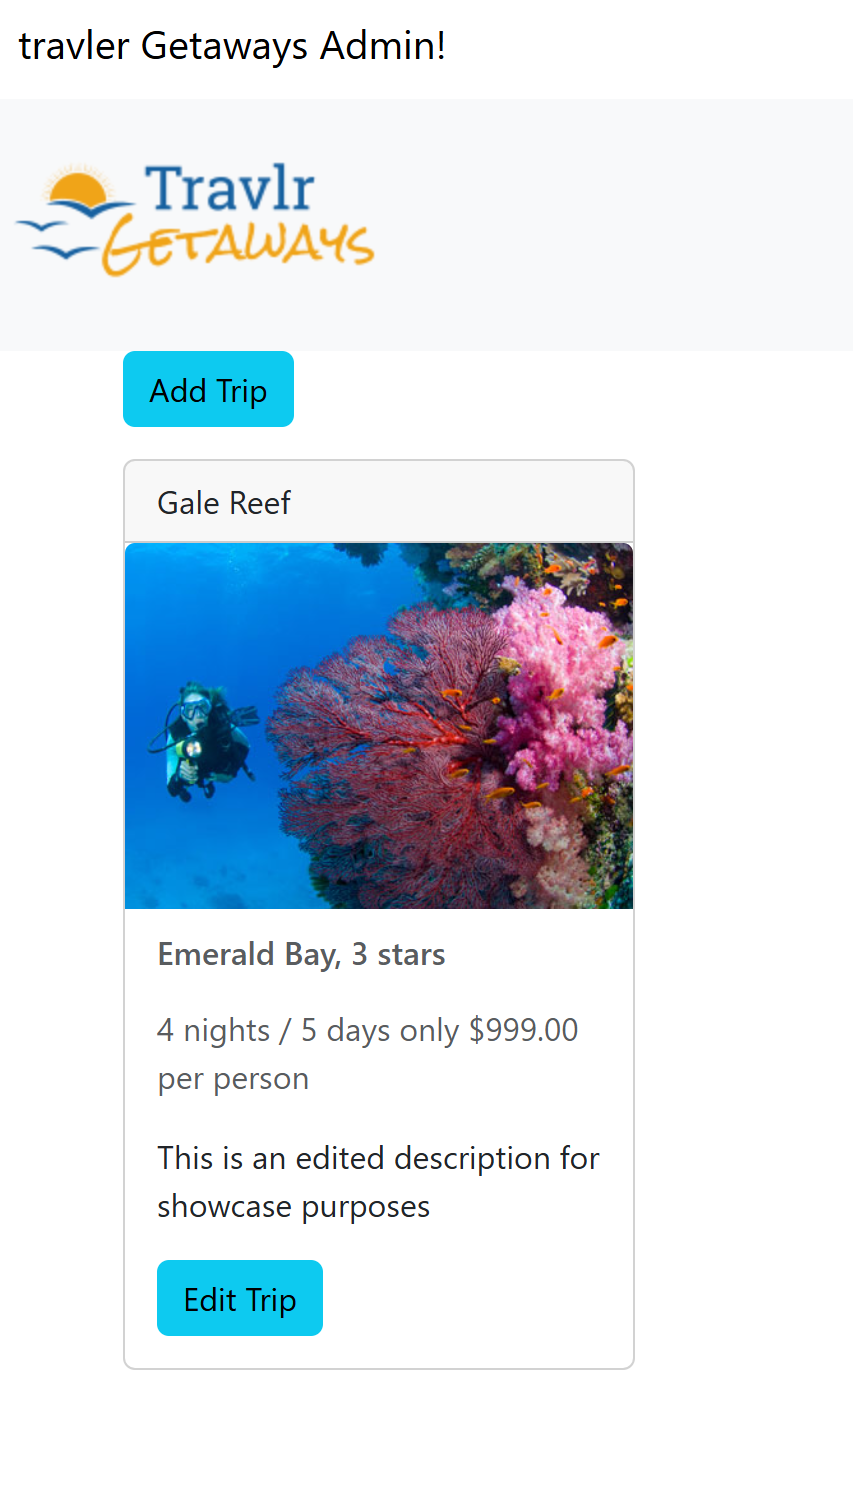 travler Getaways Admin!
Travlr
GETAWAYS
Add Trip
Gale Reef
Emerald Bay, 3 stars
4 nights / 5 days only $999.00
per person
This is an edited description for
showcase purposes
Edit Trip